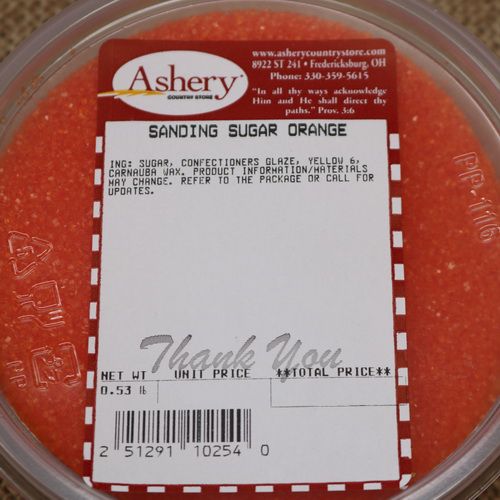 Ashery
COUNTRY STORE
www.asherycountrystore.com
8922 ST 241 • Fredericksburg, OH
Phone: 330-359-5615
"In all thy ways acknowledge
Him and He shall direct thy
paths." Prov. 3:6
SANDING SUGAR ORANGE
ING: SUGAR, CONFECTIONERS GLAZE, YELLOW 6,
CARNAUBA WAX. PRODUCT INFORMATION/MATERIALS
MAY CHANGE. REFER TO THE PACKAGE OR CALL FOR
UPDATES.
PP-116
Thank You
NET WT UNIT PRICE **TOTAL PRICE**
0.53 lb
2 51291 10254 0
PP